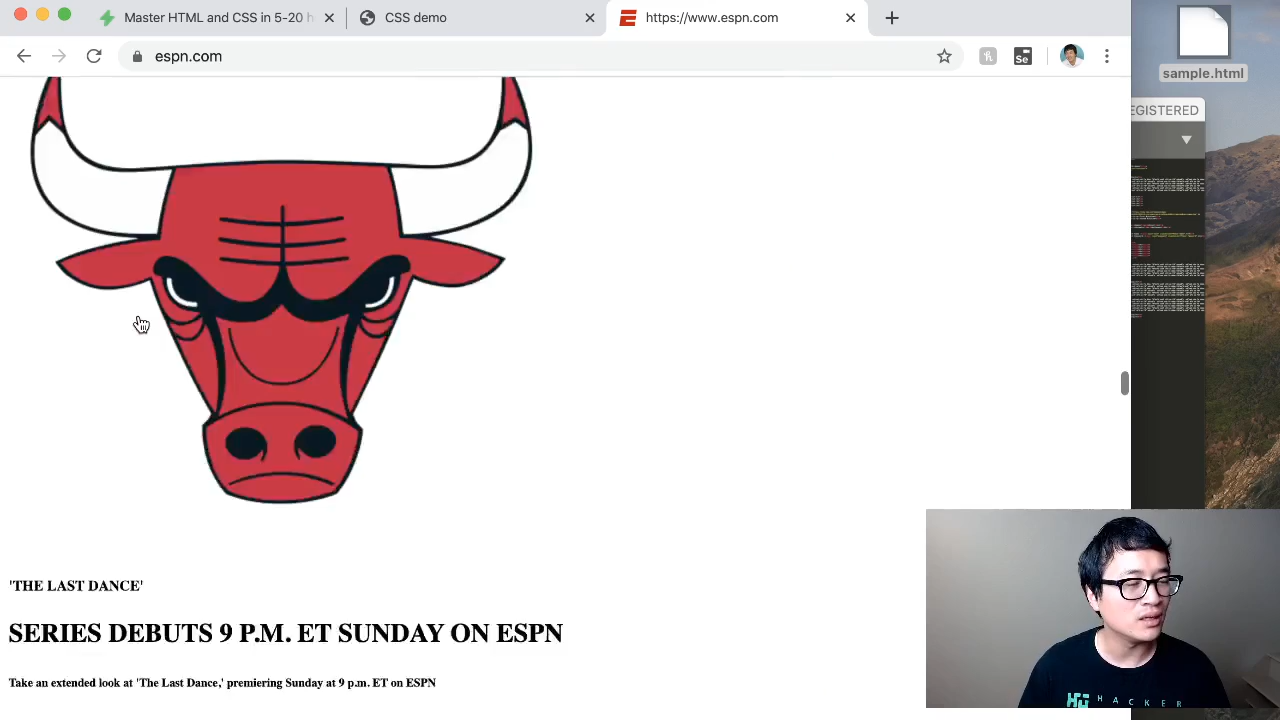 Master HTML and CSS in 5-20 h
CSS demo
https://www.espn.com
espn.com
Se
sample.html
EGISTERED
'THE LAST DANCE'
SERIES DEBUTS 9 P.M. ET SUNDAY ON ESPN
Take an extended look at 'The Last Dance,' premiering Sunday at 9 p.m. ET on ESPN
HACKER